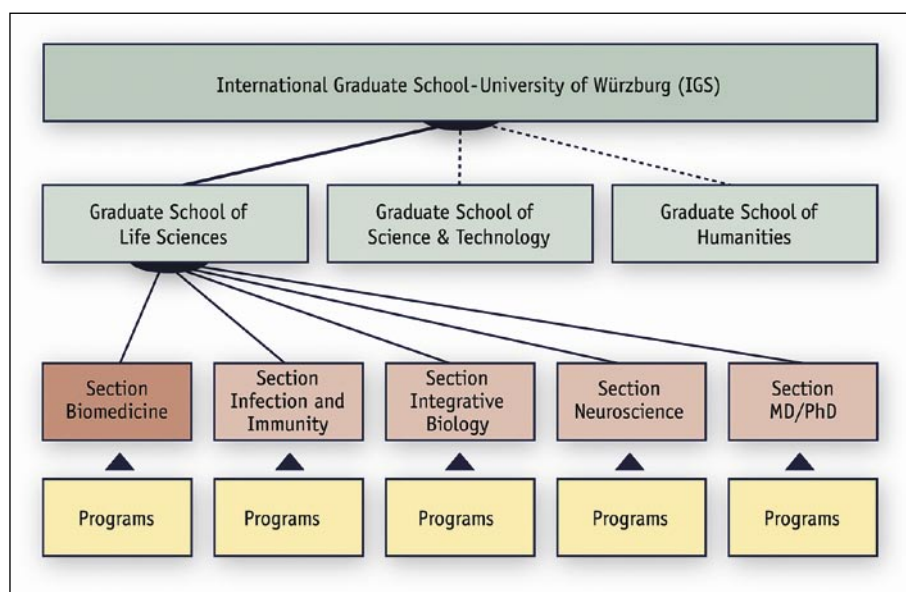 International Graduate School-University of Würzburg (IGS)
Graduate School of
Life Sciences
Graduate School of
Science & Technology
Graduate School of
Humanities
Section
Biomedicine
Section
Infection and
Immunity
Section
Integrative
Biology
Section
Neuroscience
Section
MD/PhD
Programs
Programs
Programs
Programs
Programs